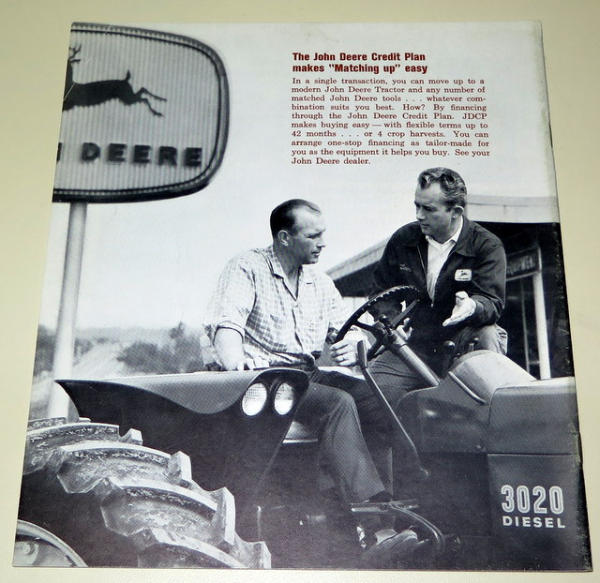 The John Deere Credit Plan
makes "Matching up" easy
In a single transaction, you can move up to a
modern John Deere Tractor and any number of
matched John Deere tools . . . whatever com-
bination suits you best. How? By financing
through the John Deere Credit Plan. JDCP
makes buying easy — with flexible terms up to
42 months . . . or 4 crop harvests. You can
arrange one-stop financing as tailor-made for
you as the equipment it helps you buy. See your
John Deere dealer.
DEERE
3020
DIESEL